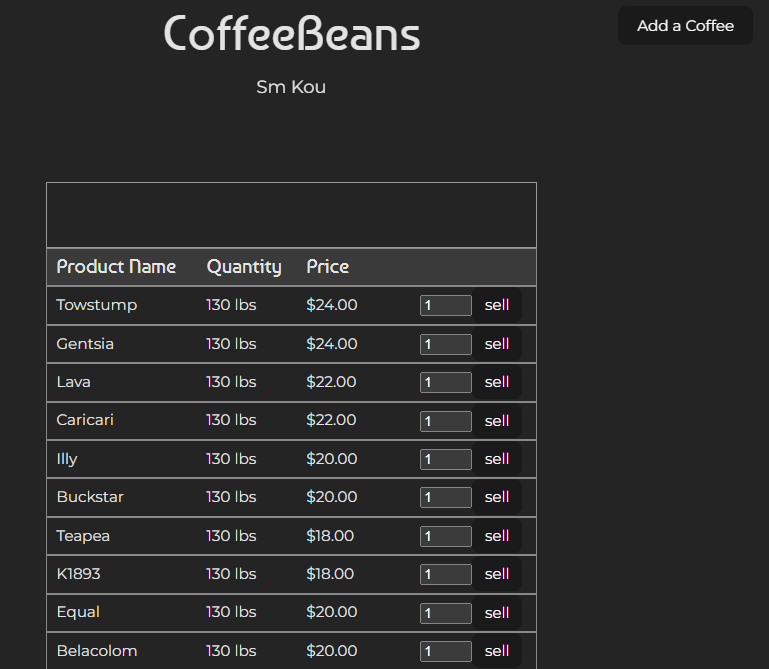 CoffeeBeans
Add a Coffee
Sm Kou
Product Name Quantity Price
Towstump 130 lbs $24.00 1 sell
Gentsia 130 lbs $24.00 1 sell
Lava 130 lbs $22.00 1 sell
Caricari 130 lbs $22.00 1 sell
Illy 130 lbs $20.00 1 sell
Buckstar 130 lbs $20.00 1 sell
Teapea 130 lbs $18.00 1 sell
K1893 130 lbs $18.00 1 sell
Equal 130 lbs $20.00 1 sell
Belacolom 130 lbs $20.00 1 sell